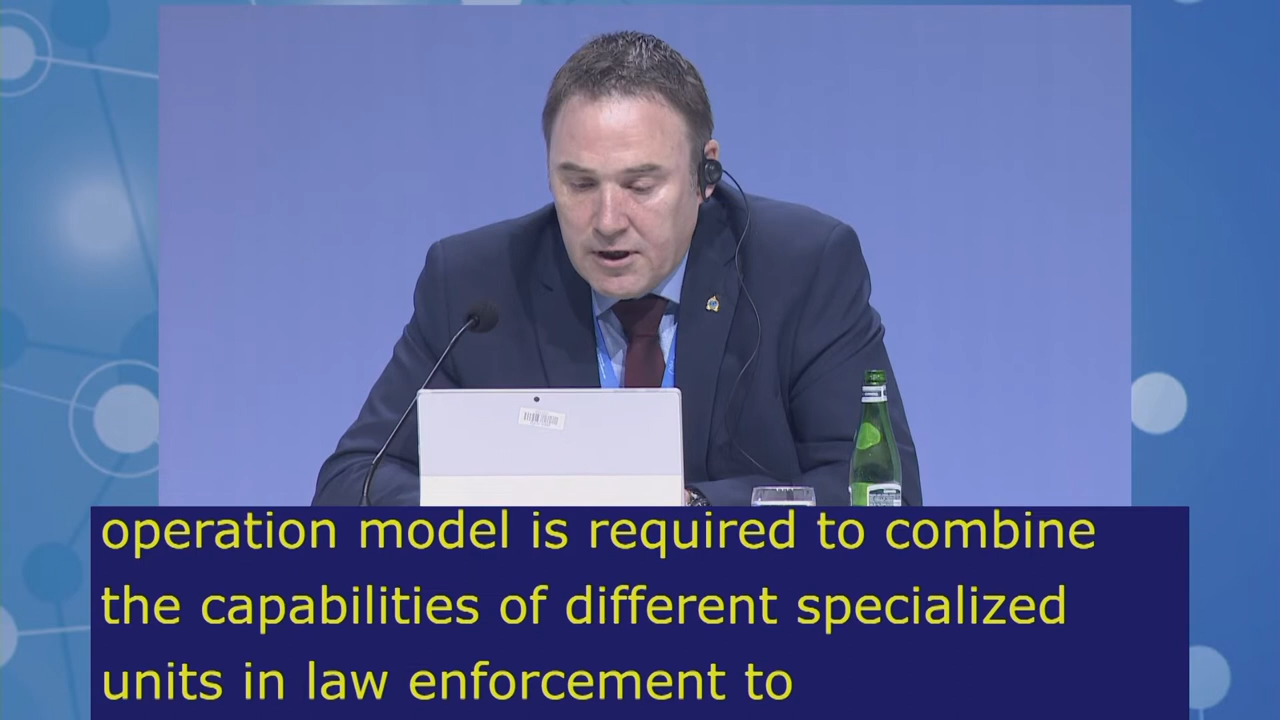 operation model is required to combine
the capabilities of different specialized
units in law enforcement to